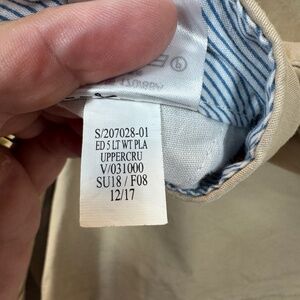 S/207028-01
ED 5 LT WT PLA
UPPERCRU
V/031000
SU18 / F08
12/17